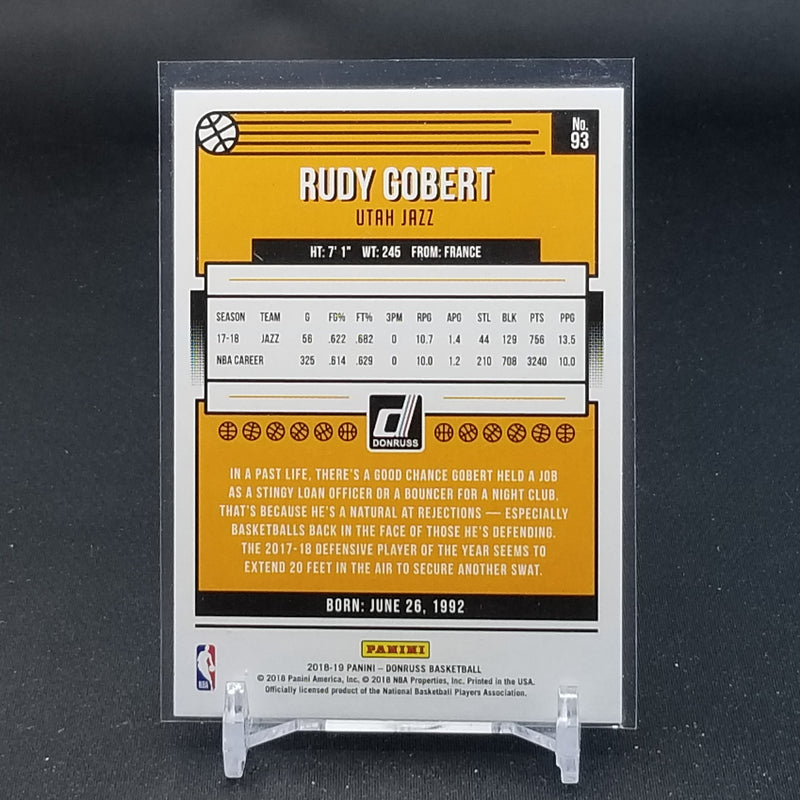 No.
93
RUDY GOBERT
UTAH JAZZ
HT: 7' 1" WT: 245 FROM: FRANCE
SEASON TEAM G FG% FT% 3PM RPG APG STL BLK PTS PPG
17-18 JAZZ 56 .622 .682 0 10.7 1.4 44 129 756 13.5
NBA CAREER 325 .614 .629 0 10.0 1.2 210 708 3240 10.0
d
DONRUSS
IN A PAST LIFE, THERE'S A GOOD CHANCE GOBERT HELD A JOB
AS A STINGY LOAN OFFICER OR A BOUNCER FOR A NIGHT CLUB.
THAT'S BECAUSE HE'S A NATURAL AT REJECTIONS — ESPECIALLY
BASKETBALLS BACK IN THE FACE OF THOSE HE'S DEFENDING.
THE 2017-18 DEFENSIVE PLAYER OF THE YEAR SEEMS TO
EXTEND 20 FEET IN THE AIR TO SECURE ANOTHER SWAT.
BORN: JUNE 26, 1992
PANINI
2018-19 PANINI – DONRUSS BASKETBALL
© 2018 Panini America, Inc. © 2018 NBA Properties, Inc. Printed in the USA.
Officially licensed product of the National Basketball Players Association.
NBA